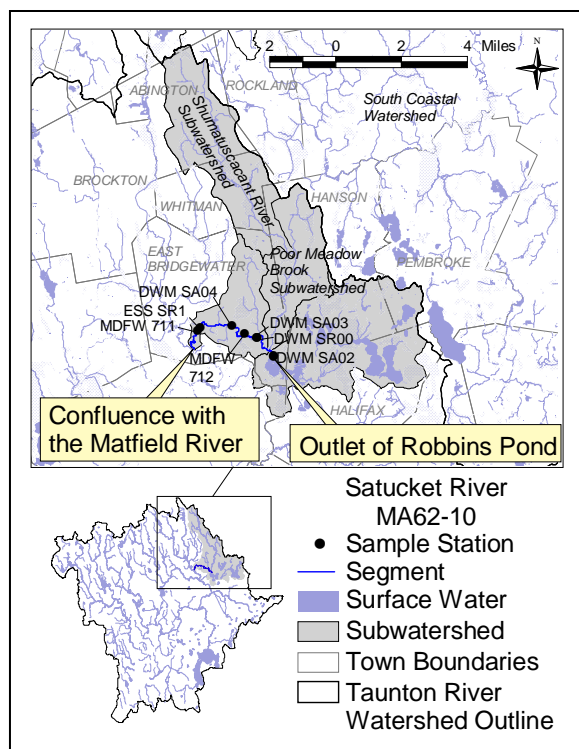 2 0 2 4 Miles
N
ABINGTON
ROCKLAND
South Coastal
Watershed
Shumatuscacant River
Subwatershed
BROCKTON
WHITMAN
HANSON
EAST
BRIDGEWATER
Poor Meadow
Brook
Subwatershed
PEMBROKE
DWM SA04
ESS SR1
MDFW 711
DWM SA03
DWM SR00
DWM SA02
MDFW
712
HALIFAX
Confluence with
the Matfield River
Outlet of Robbins Pond
Satucket River
MA62-10
Sample Station
Segment
Surface Water
Subwatershed
Town Boundaries
Taunton River
Watershed Outline